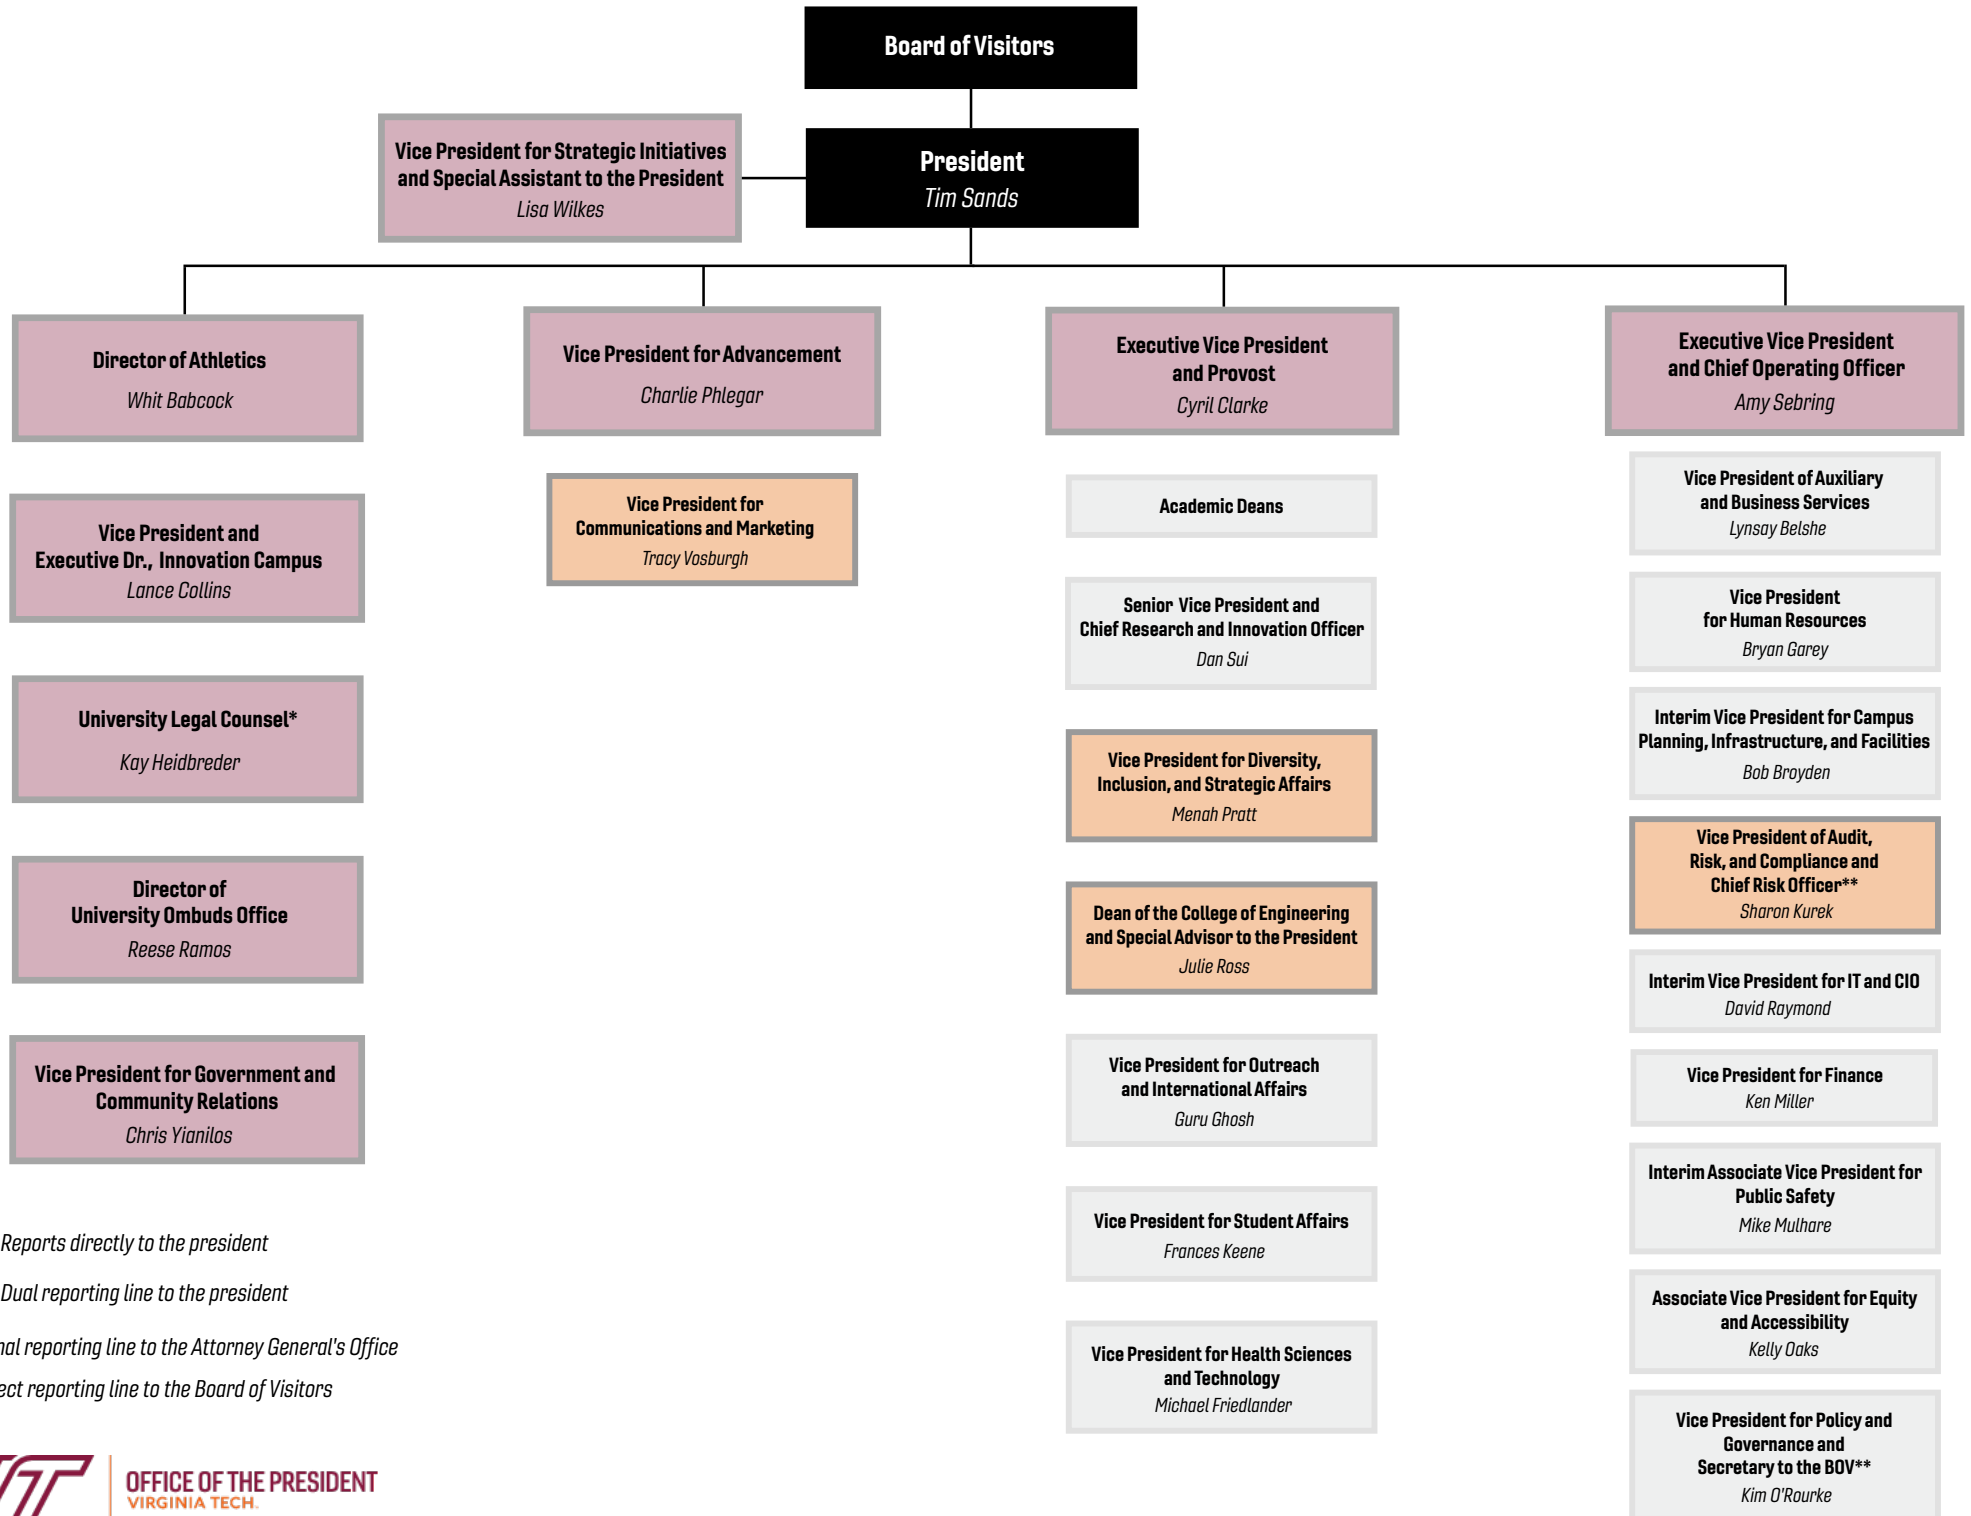 Board of Visitors
Vice President for Strategic Initiatives
and Special Assistant to the President
Lisa Wilkes
President
Tim Sands
Director of Athletics
Whit Babcock
Vice President and
Executive Dr., Innovation Campus
Lance Collins
University Legal Counsel*
Kay Heidbreder
Director of
University Ombuds Office
Reese Ramos
Vice President for Government and
Community Relations
Chris Yianilos
Vice President for Advancement
Charlie Phlegar
Vice President for
Communications and Marketing
Tracy Vosburgh
Executive Vice President
and Provost
Cyril Clarke
Academic Deans
Senior Vice President and
Chief Research and Innovation Officer
Dan Sui
Vice President for Diversity,
Inclusion, and Strategic Affairs
Menah Pratt
Dean of the College of Engineering
and Special Advisor to the President
Julie Ross
Vice President for Outreach
and International Affairs
Guru Ghosh
Vice President for Student Affairs
Frances Keene
Vice President for Health Sciences
and Technology
Michael Friedlander
Executive Vice President
and Chief Operating Officer
Amy Sebring
Vice President of Auxiliary
and Business Services
Lynsay Belshe
Vice President
for Human Resources
Bryan Garey
Interim Vice President for Campus
Planning, Infrastructure, and Facilities
Bob Broyden
Vice President of Audit,
Risk, and Compliance and
Chief Risk Officer**
Sharon Kurek
Interim Vice President for IT and CIO
David Raymond
Vice President for Finance
Ken Miller
Interim Associate Vice President for
Public Safety
Mike Mulhare
Associate Vice President for Equity
and Accessibility
Kelly Oaks
Vice President for Policy and
Governance and
Secretary to the BOV**
Kim O'Rourke
Reports directly to the president
Dual reporting line to the president
reporting line to the Attorney General's Office
reporting line to the Board of Visitors
VT
OFFICE OF THE PRESIDENT
VIRGINIA TECH.